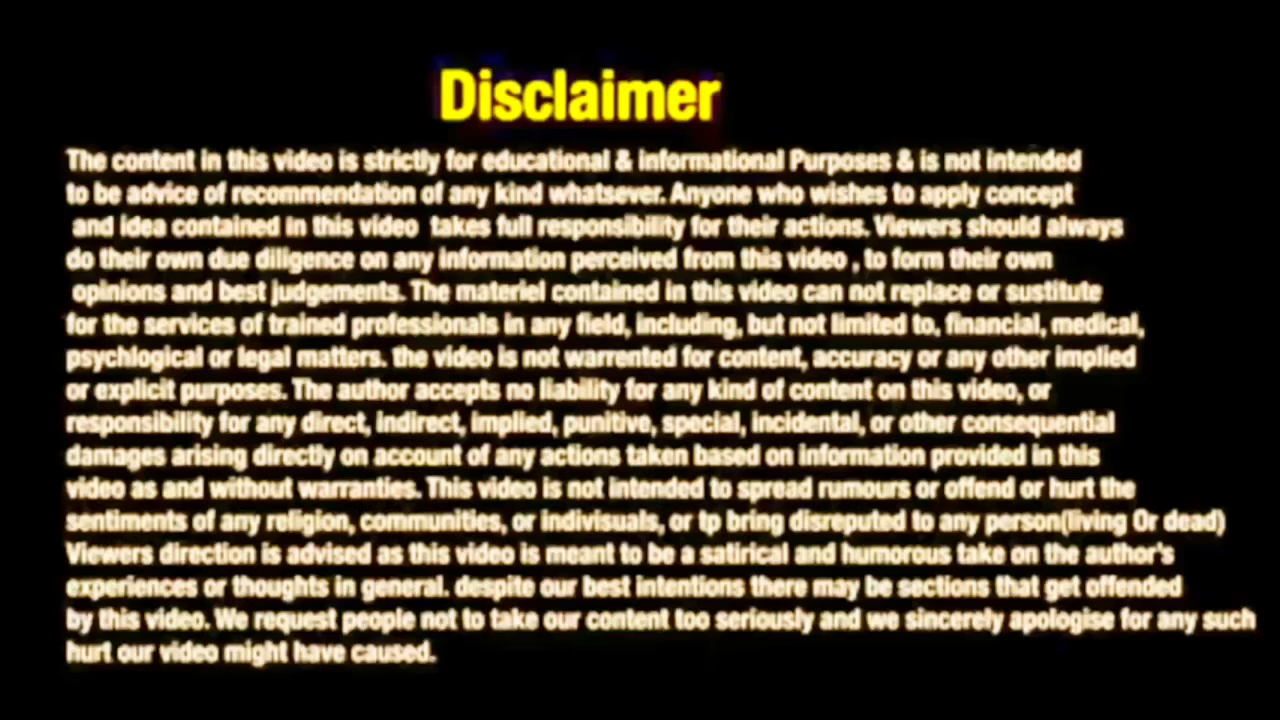 Disclaimer
The content in this video is strictly for educational & informational Purposes & is not intended
to be advice of recommendation of any kind whatsever. Anyone who wishes to apply concept
and idea contained in this video takes full responsibility for their actions. Viewers should always
do their own due diligence on any information perceived from this video , to form their own
opinions and best judgements. The materiel contained in this video can not replace or sustitute
for the services of trained professionals in any field, including, but not limited to, financial, medical,
psychlogical or legal matters. the video is not warrented for content, accuracy or any other implied
or explicit purposes. The author accepts no liability for any kind of content on this video, or
responsibility for any direct, indirect, implied, punitive, special, incidental, or other consequential
damages arising directly on account of any actions taken based on information provided in this
video as and without warranties. This video is not intended to spread rumours or offend or hurt the
sentiments of any religion, communities, or indivisuals, or tp bring disreputed to any person(living Or dead)
Viewers direction is advised as this video is meant to be a satirical and humorous take on the author's
experiences or thoughts in general. despite our best intentions there may be sections that get offended
by this video. We request people not to take our content too seriously and we sincerely apologise for any such
hurt our video might have caused.